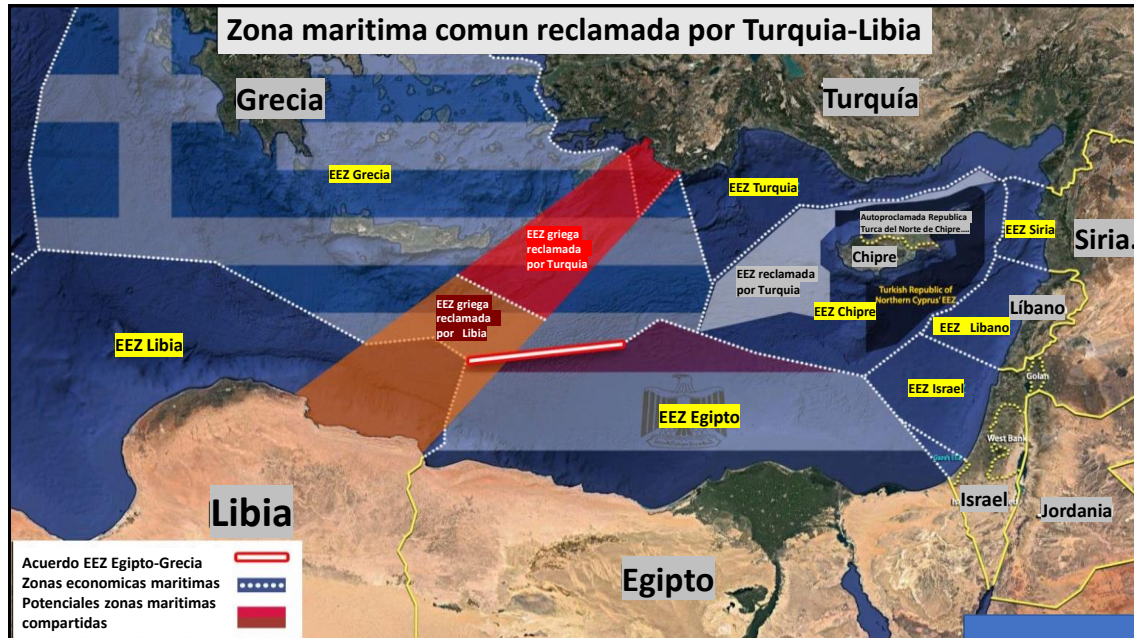 Zona maritima comun reclamada por Turquia-Libia
Grecia
Turquía
EEZ Grecia
EEZ Turquia
Autoproclamada Republica
Turca del Norte de Chipre....
EEZ Siria
Siria.
EEZ griega
reclamada
por Turquia
Chipre
EEZ reclamada
por Turquia
Turkish Republic of
Northern Cyprus' EEZ
EEZ griega
reclamada
por Libia
EEZ Chipre
Líbano
EEZ Libano
EEZ Libia
EEZ Israel
Golan
EEZ Egipto
West Bank
Israel
Jordania
Libia
Egipto
Acuerdo EEZ Egipto-Grecia
Zonas economicas maritimas
Potenciales zonas maritimas
compartidas